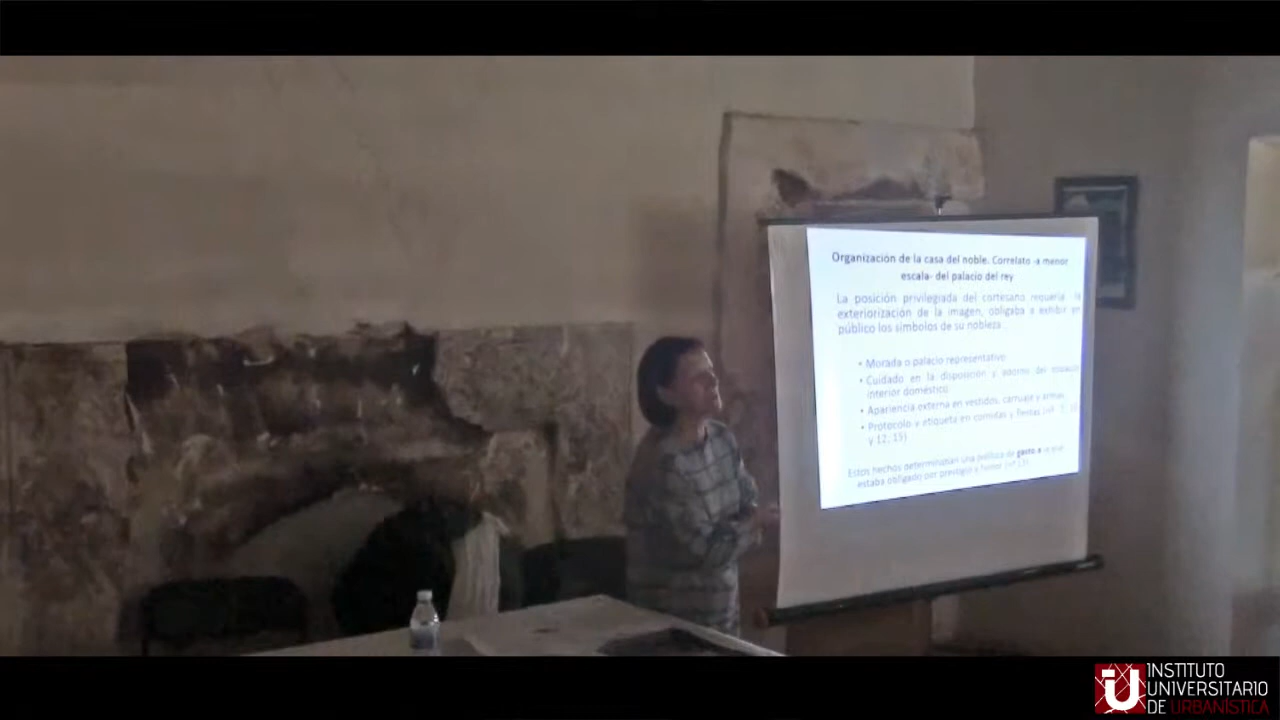 Organización de la casa del noble. Correlato -a menor
escala- del palacio del rey
La posición privilegiada del cortesano requería la
exteriorización de la imagen, obligaba a exhibir en
público los símbolos de su nobleza
• Morada o palacio representativo
• Cuidado en la disposición y adorno del
interior doméstico
• Apariencia externa en vestidos, carruaje y armas,
• Protocolo y etiqueta en comidas y fiestas
y 12, 15)
Estos hechos determinaban una política de gasto a la que
estaba obligado por prestigio y honor
INSTITUTO
UNIVERSITARIO
DE URBANÍSTICA